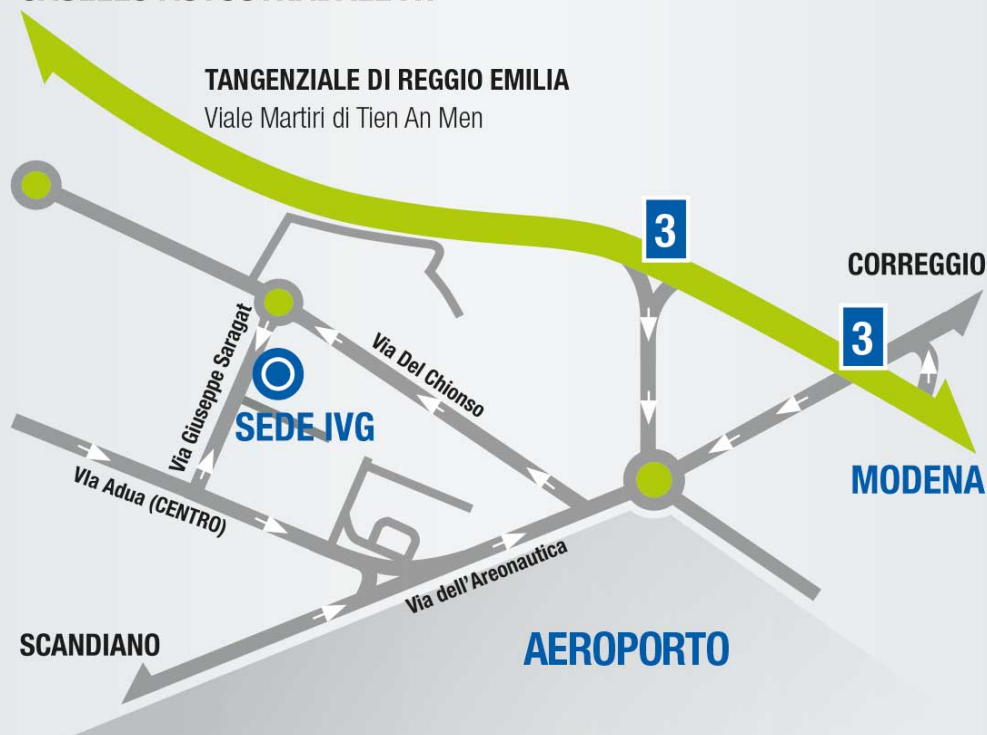 TANGENZIALE DI REGGIO EMILIA
Viale Martiri di Tien An Men
3
CORREGGIO
3
Via Giuseppe Saragat
Via Del Chionso
SEDE IVG
VIa Adua (CENTRO)
MODENA
Via dell'Areonautica
SCANDIANO
AEROPORTO